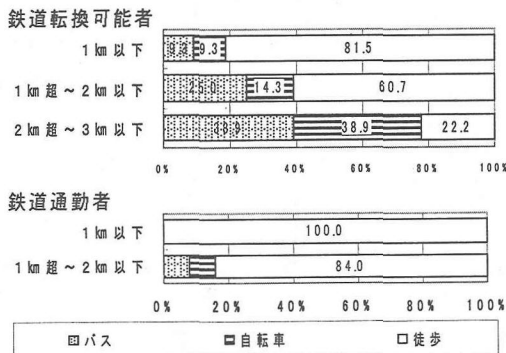 鉄道転換可能者
1km以下 9.3 9.3 81.5
1km超～2km以下 25.0 14.3 60.7
2km超～3km以下 38.9 38.9 22.2
0% 20% 40% 60% 80% 100%
鉄道通勤者
1km以下 100.0
1km超～2km以下 84.0
0% 20% 40% 60% 80% 100%
バス 自転車 徒歩